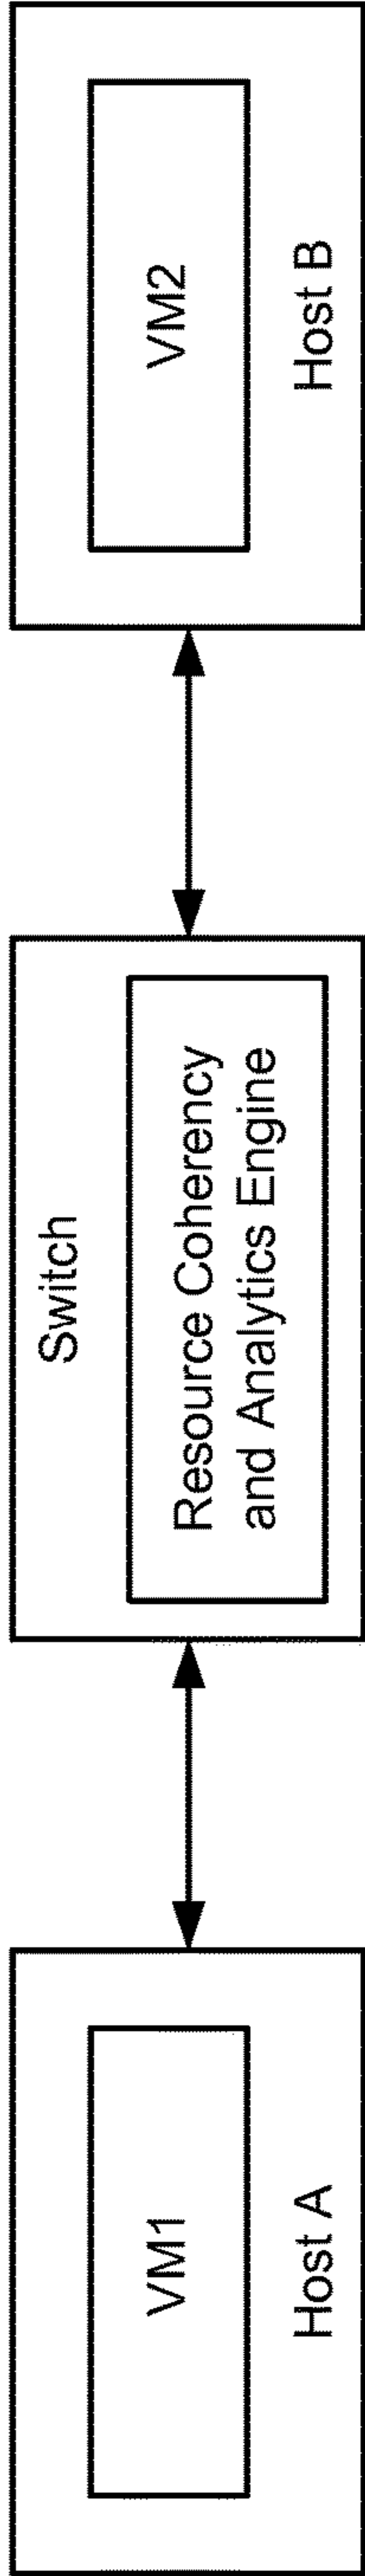 VM1
Host A
Switch
Resource Coherency
and Analytics Engine
VM2
Host B